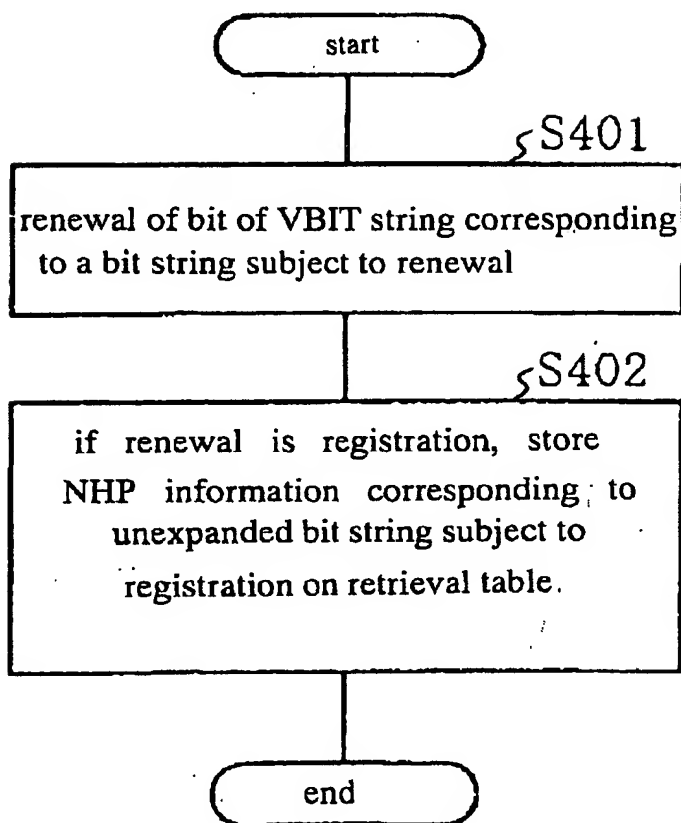 start
S401
renewal of bit of VBIT string corresponding
to a bit string subject to renewal
S402
if renewal is registration, store
NHP information corresponding to
unexpanded bit string subject to
registration on retrieval table.
end